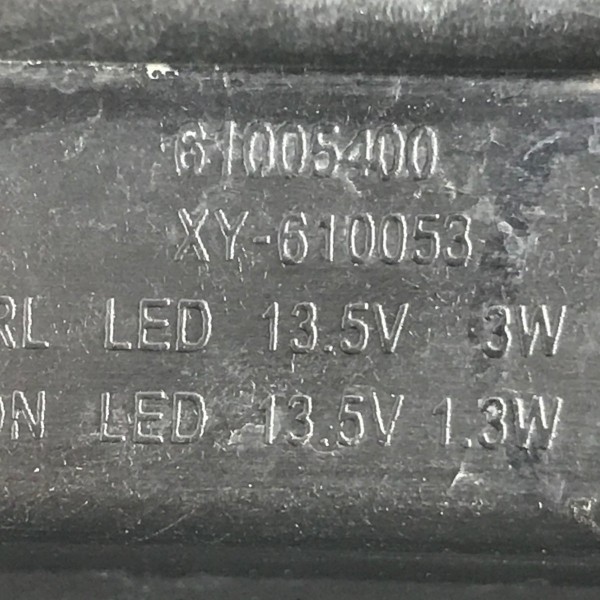 61005400
XY-610053
RL LED 13.5V 3W
ON LED 13.5V 1.3W